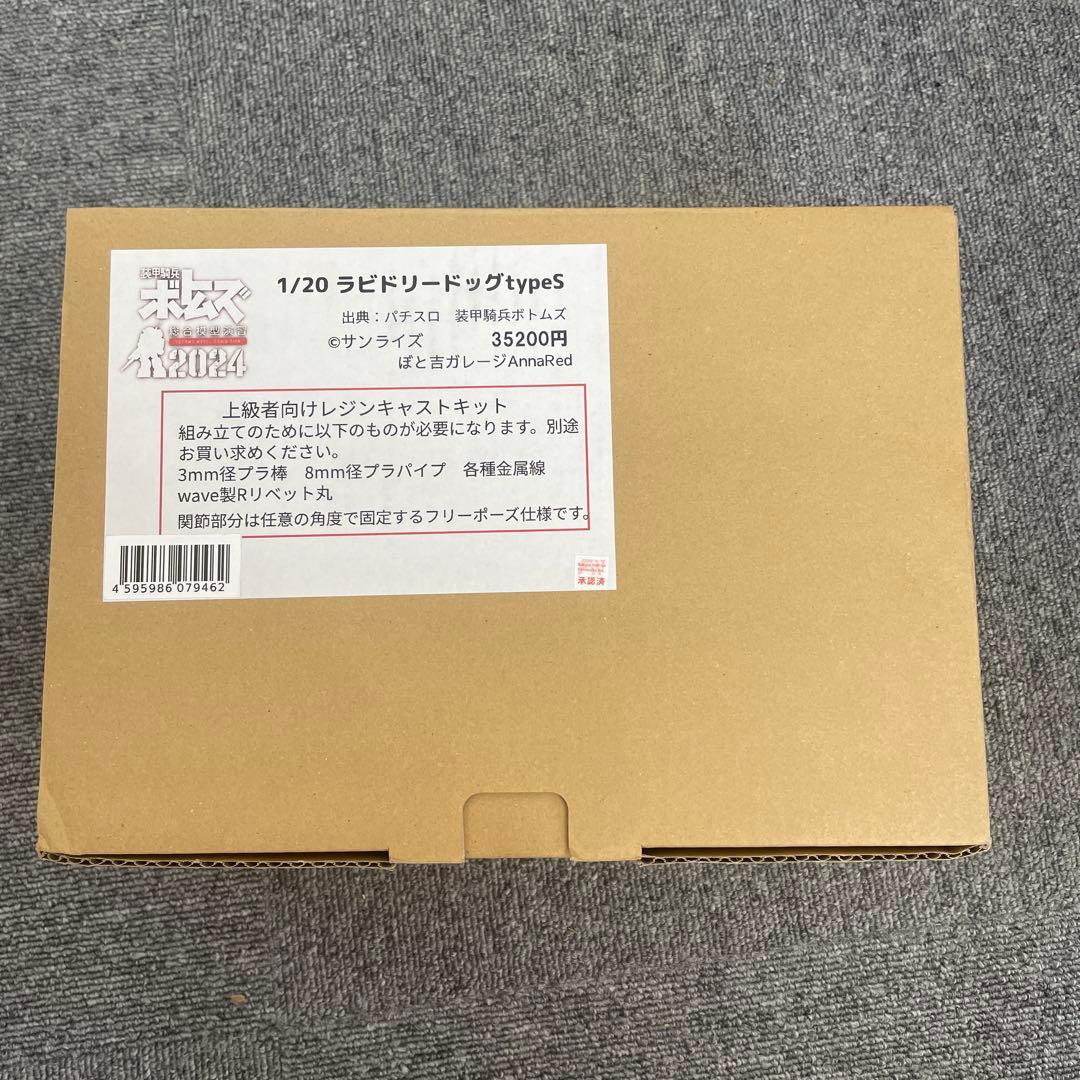 装甲騎兵
ボトムズ
総合模型演習
2024
1/20 ラビドリードッグtypeS
出典：パチスロ　装甲騎兵ボトムズ
©サンライズ　35200円
ぼと吉ガレージAnnaRed
上級者向けレジンキャストキット
組み立てのために以下のものが必要になります。別途
お買い求めください。
3mm径プラ棒　8mm径プラパイプ　各種金属線
wave製Rリベット丸
関節部分は任意の角度で固定するフリーポーズ仕様です。
4 595986 079462
承認済